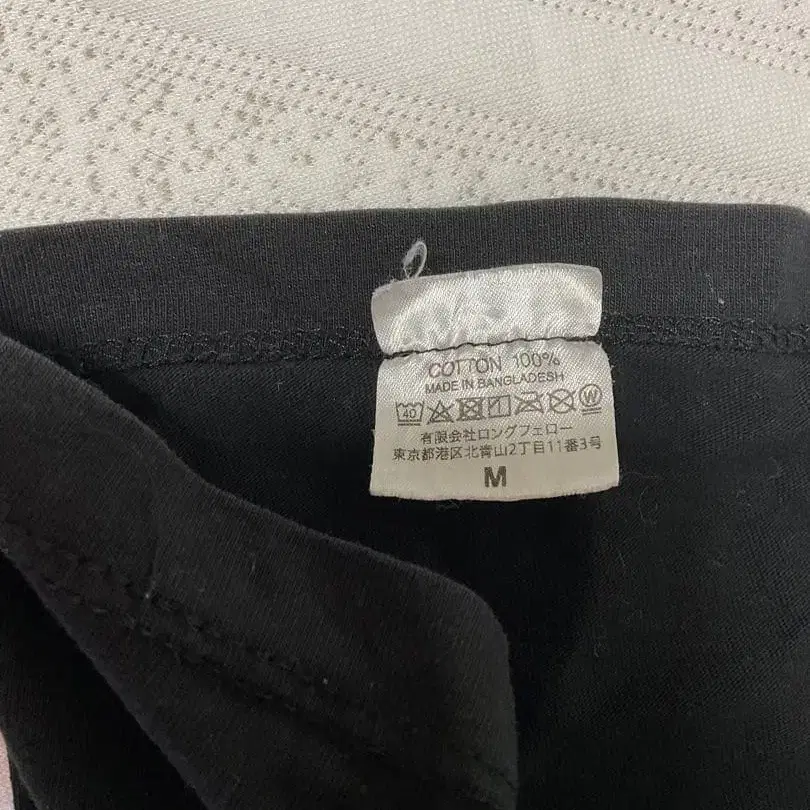 COTTON 100%
MADE IN BANGLADESH
40 W
有限会社ロングフェロー
東京都港区北青山2丁目11番3号
M